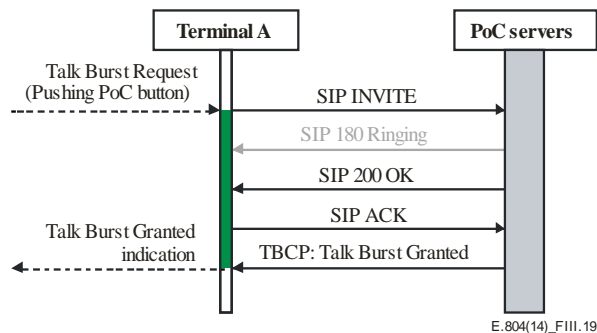 Terminal A
PoC servers
Talk Burst Request
(Pushing PoC button)
SIP INVITE
SIP 180 Ringing
SIP 200 OK
SIP ACK
Talk Burst Granted
indication
TBCP: Talk Burst Granted
E.804(14)_FIII.19